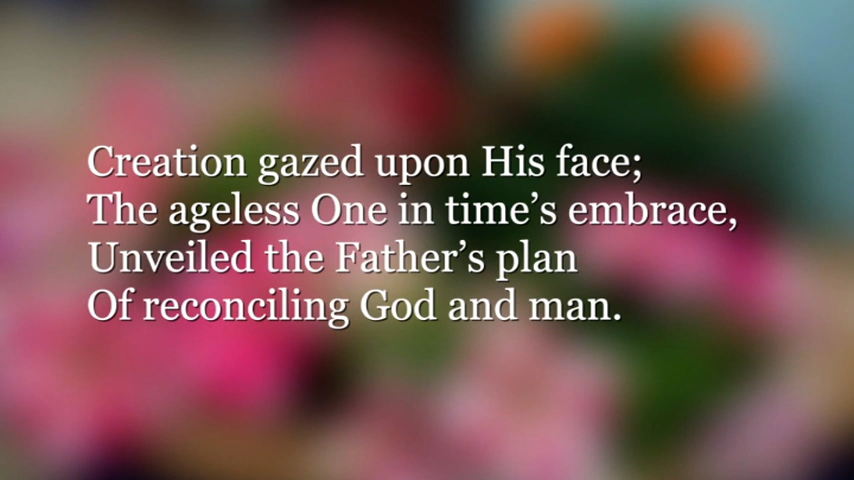 Creation gazed upon His face;
The ageless One in time’s embrace,
Unveiled the Father’s plan
Of reconciling God and man.